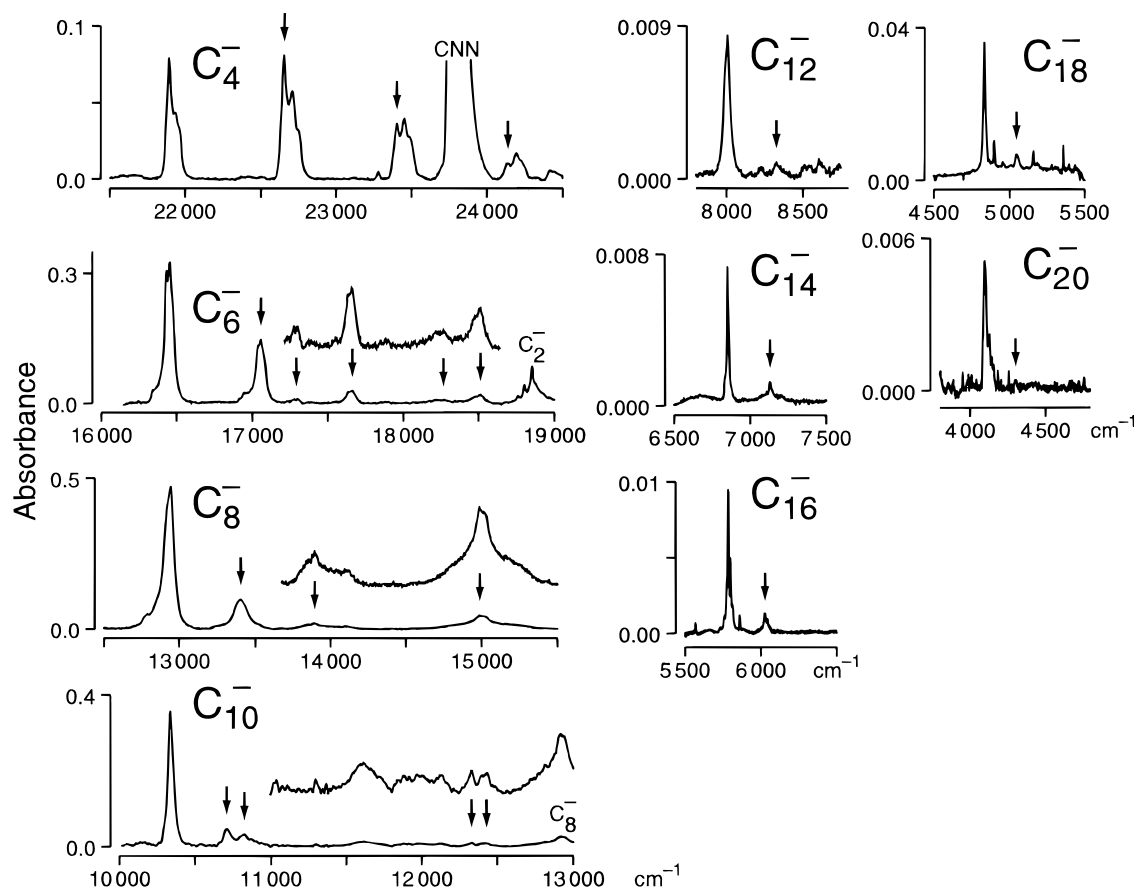 Absorbance
0.1
0.0
C₄⁻
CNN
22 000 23 000 24 000
0.3
0.0
C₆⁻
C₂⁻
16 000 17 000 18 000 19 000
0.5
0.0
C₈⁻
13 000 14 000 15 000
0.4
0.0
C₁₀⁻
C₈⁻
10 000 11 000 12 000 13 000 cm⁻¹
0.009
0.000
C₁₂⁻
8 000 8 500
0.008
0.000
C₁₄⁻
6 500 7 000 7 500
0.01
0.00
C₁₆⁻
5 500 6 000 cm⁻¹
0.04
0.00
C₁₈⁻
4 500 5 000 5 500
0.006
0.000
C₂₀⁻
4 000 4 500 cm⁻¹